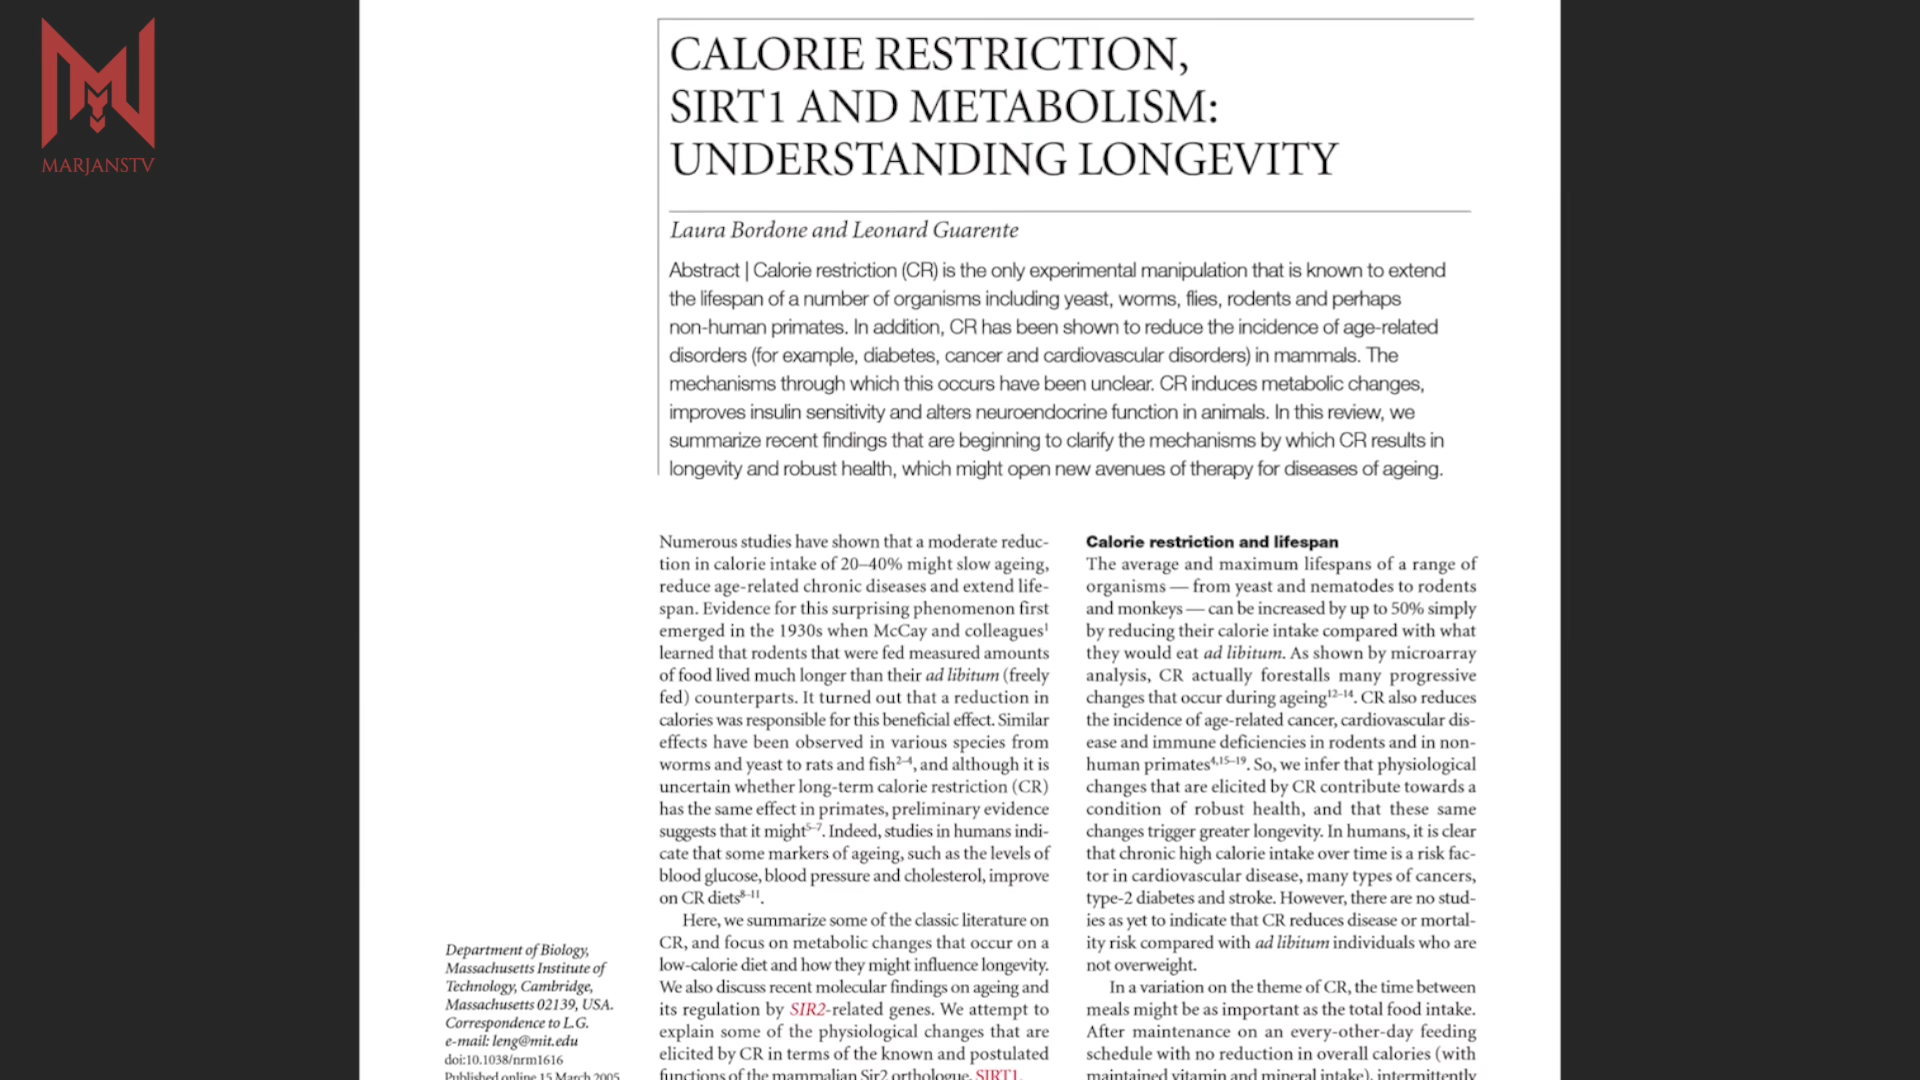 MARJANSTV
CALORIE RESTRICTION,
SIRT1 AND METABOLISM:
UNDERSTANDING LONGEVITY
Laura Bordone and Leonard Guarente
Abstract | Calorie restriction (CR) is the only experimental manipulation that is known to extend
the lifespan of a number of organisms including yeast, worms, flies, rodents and perhaps
non-human primates. In addition, CR has been shown to reduce the incidence of age-related
disorders (for example, diabetes, cancer and cardiovascular disorders) in mammals. The
mechanisms through which this occurs have been unclear. CR induces metabolic changes,
improves insulin sensitivity and alters neuroendocrine function in animals. In this review, we
summarize recent findings that are beginning to clarify the mechanisms by which CR results in
longevity and robust health, which might open new avenues of therapy for diseases of ageing.
Numerous studies have shown that a moderate reduc-
tion in calorie intake of 20–40% might slow ageing,
reduce age-related chronic diseases and extend life-
span. Evidence for this surprising phenomenon first
emerged in the 1930s when McCay and colleagues¹
learned that rodents that were fed measured amounts
of food lived much longer than their ad libitum (freely
fed) counterparts. It turned out that a reduction in
calories was responsible for this beneficial effect. Similar
effects have been observed in various species from
worms and yeast to rats and fish²⁻⁴, and although it is
uncertain whether long-term calorie restriction (CR)
has the same effect in primates, preliminary evidence
suggests that it might⁵⁻⁷. Indeed, studies in humans indi-
cate that some markers of ageing, such as the levels of
blood glucose, blood pressure and cholesterol, improve
on CR diets⁸⁻¹¹.
Here, we summarize some of the classic literature on
CR, and focus on metabolic changes that occur on a
low-calorie diet and how they might influence longevity.
We also discuss recent molecular findings on ageing and
its regulation by SIR2-related genes. We attempt to
explain some of the physiological changes that are
elicited by CR in terms of the known and postulated
functions of the mammalian Sir2 orthologue, SIRT1.
Calorie restriction and lifespan
The average and maximum lifespans of a range of
organisms — from yeast and nematodes to rodents
and monkeys — can be increased by up to 50% simply
by reducing their calorie intake compared with what
they would eat ad libitum. As shown by microarray
analysis, CR actually forestalls many progressive
changes that occur during ageing¹²⁻¹⁴. CR also reduces
the incidence of age-related cancer, cardiovascular dis-
ease and immune deficiencies in rodents and in non-
human primates⁴,¹⁵⁻¹⁹. So, we infer that physiological
changes that are elicited by CR contribute towards a
condition of robust health, and that these same
changes trigger greater longevity. In humans, it is clear
that chronic high calorie intake over time is a risk fac-
tor in cardiovascular disease, many types of cancers,
type-2 diabetes and stroke. However, there are no stud-
ies as yet to indicate that CR reduces disease or mortal-
ity risk compared with ad libitum individuals who are
not overweight.
In a variation on the theme of CR, the time between
meals might be as important as the total food intake.
After maintenance on an every-other-day feeding
schedule with no reduction in overall calories (with
maintained vitamin and mineral intake), intermittently
Department of Biology,
Massachusetts Institute of
Technology, Cambridge,
Massachusetts 02139, USA.
Correspondence to L.G.
e-mail: leng@mit.edu
doi:10.1038/nrm1616
Published online 15 March 2005